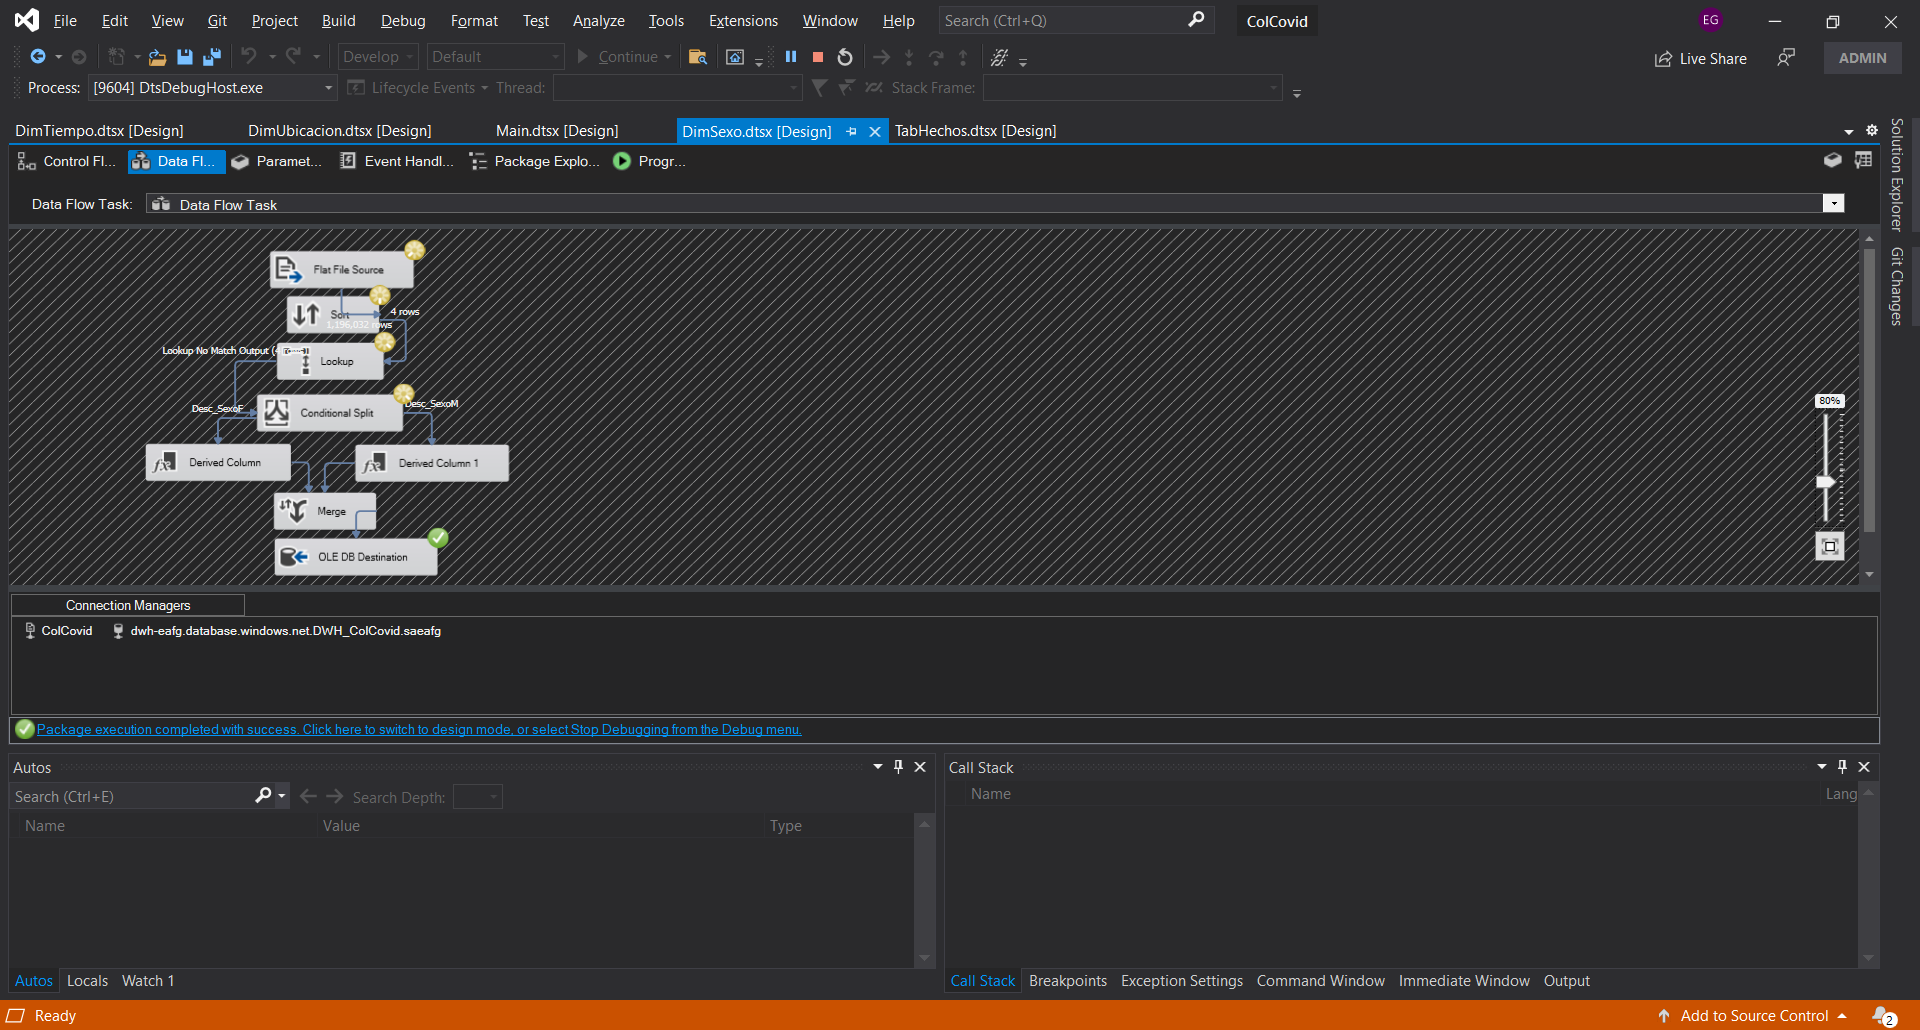 File Edit View Git Project Build Debug Format Test Analyze Tools Extensions Window Help Search (Ctrl+Q) ColCovid EG
Develop Default Continue Live Share ADMIN
Process: [9604] DtsDebugHost.exe Lifecycle Events Thread: Stack Frame:
DimTiempo.dtsx [Design] DimUbicacion.dtsx [Design] Main.dtsx [Design] DimSexo.dtsx [Design] TabHechos.dtsx [Design]
Control Fl... Data Fl... Paramet... Event Handl... Package Explo... Progr...
Data Flow Task: Data Flow Task
Solution Explorer
Git Changes
Flat File Source
Sort
4 rows
1,196,032 rows
Lookup No Match Output (4
Lookup
Desc_SexoF
Conditional Split
Desc_SexoM
Derived Column
Derived Column 1
Merge
OLE DB Destination
80%
Connection Managers
ColCovid dwh-eafg.database.windows.net.DWH_ColCovid.saeafg
Package execution completed with success. Click here to switch to design mode, or select Stop Debugging from the Debug menu.
Autos
Search (Ctrl+E) Search Depth:
Name Value Type
Autos Locals Watch 1
Call Stack
Name Lang
Call Stack Breakpoints Exception Settings Command Window Immediate Window Output
Ready Add to Source Control 2